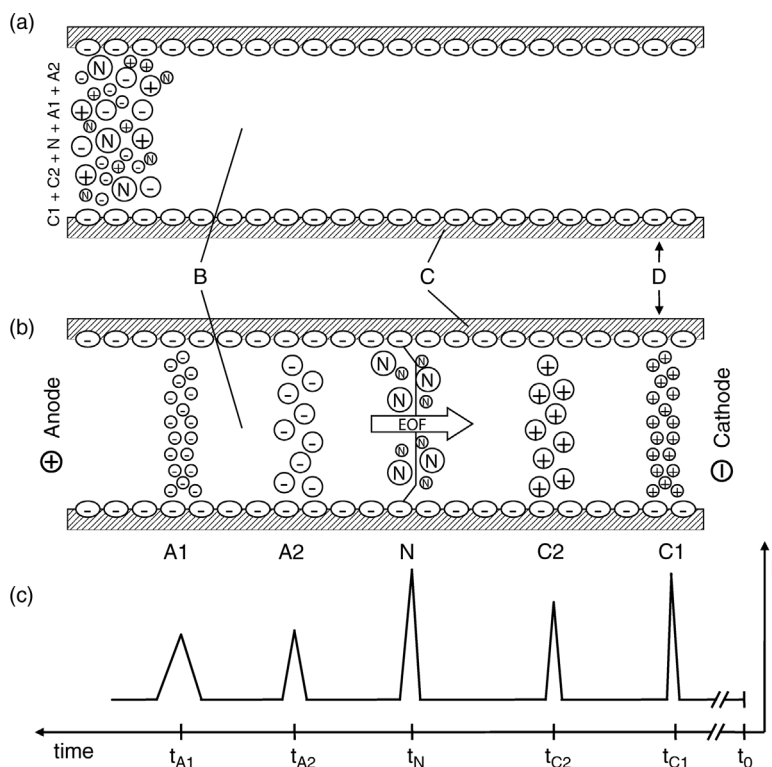 (a)
C1 + C2 + N + A1 + A2
N
N
N
N
N
N
N
B
C
D
(b)
Anode
N
N
N
N
N
N
EOF
N
N
N
N
N
N
Cathode
A1
A2
N
C2
C1
(c)
time
tA1
tA2
tN
tC2
tC1
t0